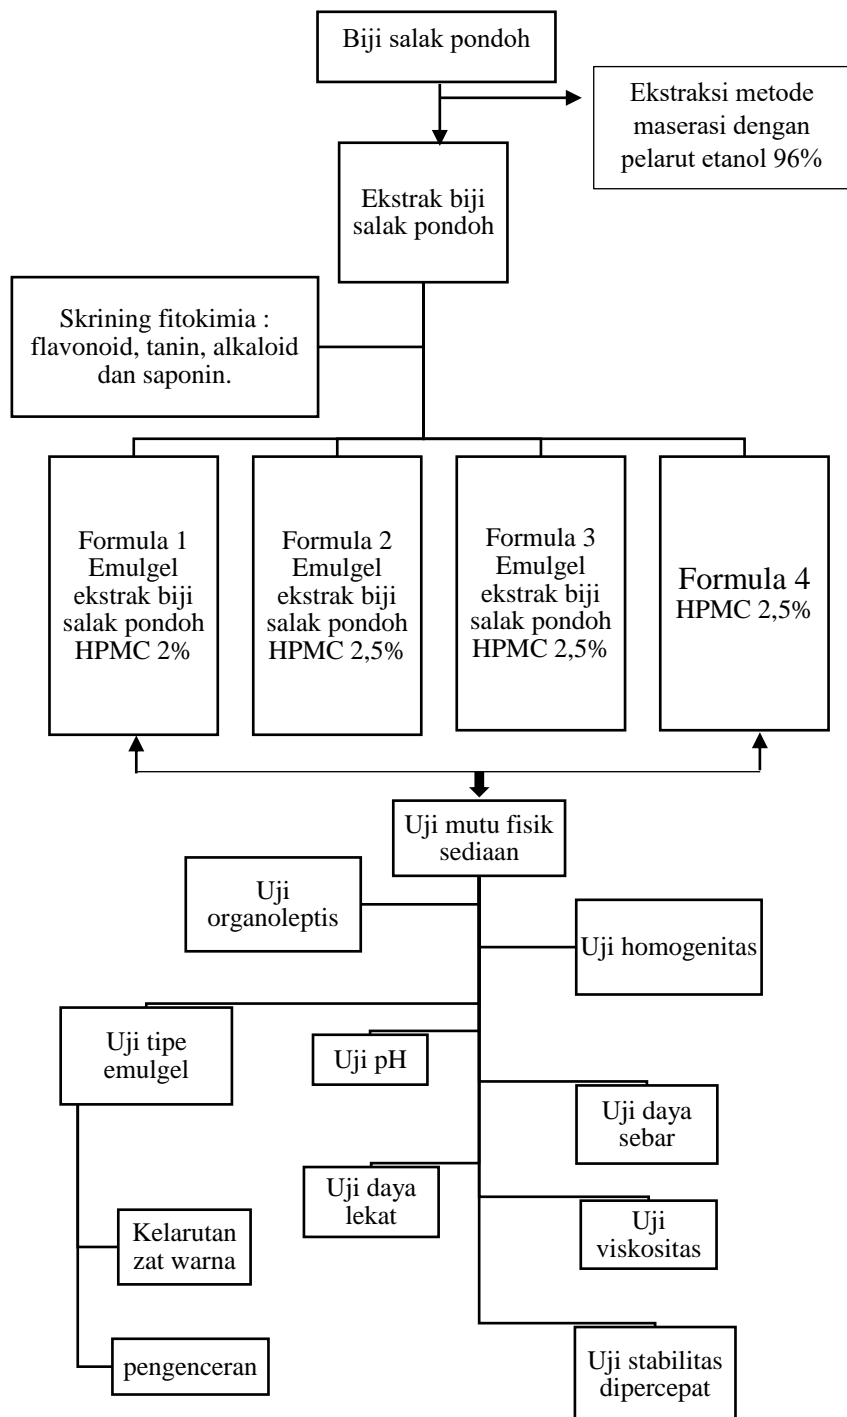 Biji salak pondoh
Ekstraksi metode
maserasi dengan
pelarut etanol 96%
Ekstrak biji
salak pondoh
Skrining fitokimia :
flavonoid, tanin, alkaloid
dan saponin.
Formula 1
Emulgel
ekstrak biji
salak pondoh
HPMC 2%
Formula 2
Emulgel
ekstrak biji
salak pondoh
HPMC 2,5%
Formula 3
Emulgel
ekstrak biji
salak pondoh
HPMC 2,5%
Formula 4
HPMC 2,5%
Uji mutu fisik
sediaan
Uji
organoleptis
Uji homogenitas
Uji tipe
emulgel
Uji pH
Uji daya
sebar
Uji daya
lekat
Uji
viskositas
Kelarutan
zat warna
pengenceran
Uji stabilitas
dipercepat